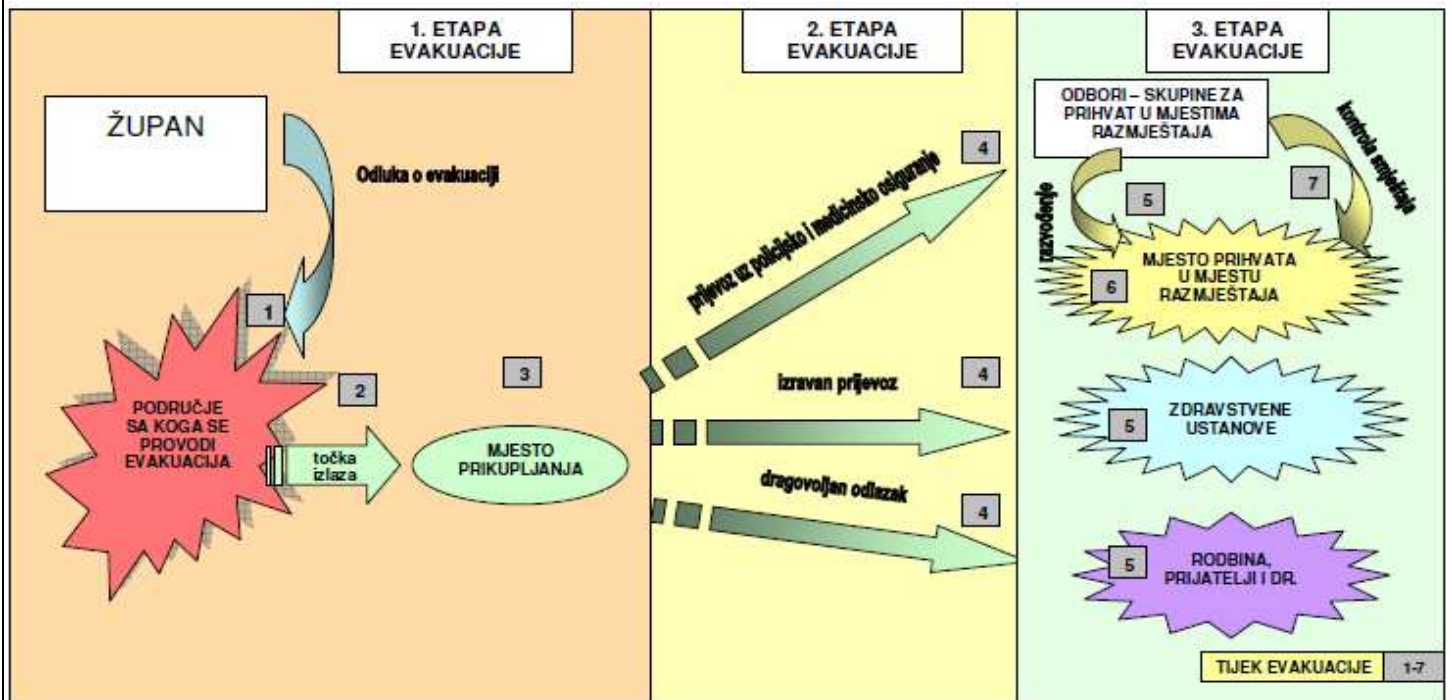 1. ETAPA
EVAKUACIJE
ŽUPAN
Odluka o evakuaciji
1
PODRUČJE
SA KOGA SE
PROVODI
EVAKUACIJA
2
točka
izlaza
3
MJESTO
PRIKUPLJANJA
2. ETAPA
EVAKUACIJE
prijevoz uz policijsko i medicinsko osiguranje
4
izravan prijevoz
4
dragovoljan odlazak
4
3. ETAPA
EVAKUACIJE
ODBORI – SKUPINE ZA
PRIHVAT U MJESTIMA
RAZMJEŠTAJA
razvođenje
5
7
kontrola smještaja
MJESTO PRIHVATA
U MJESTU
RAZMJEŠTAJA
6
ZDRAVSTVENE
USTANOVE
5
RODBINA,
PRIJATELJI I DR.
5
TIJEK EVAKUACIJE 1-7